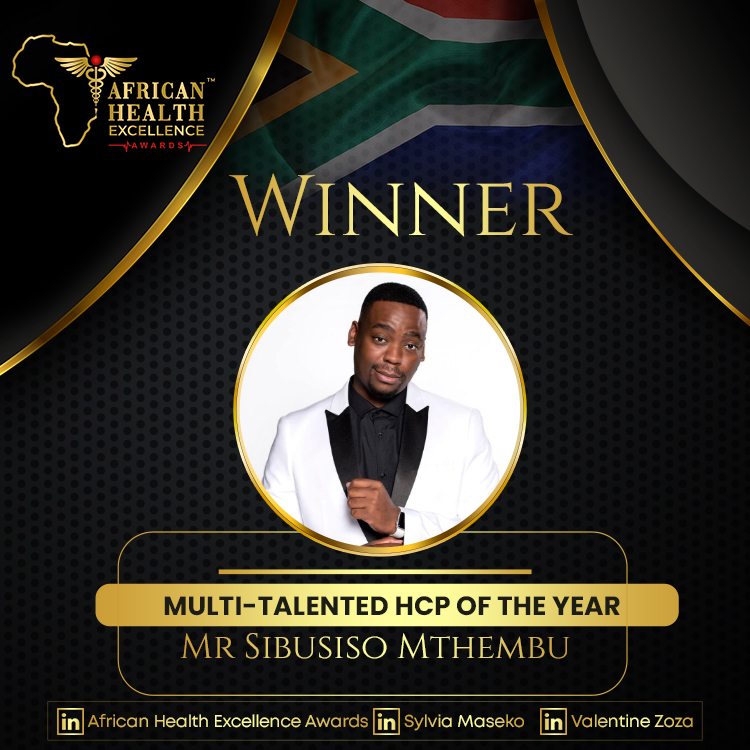 AFRICAN™
HEALTH
EXCELLENCE
AWARDS
WINNER
MULTI-TALENTED HCP OF THE YEAR
MR SIBUSISO MTHEMBU
in African Health Excellence Awards in Sylvia Maseko in Valentine Zoza